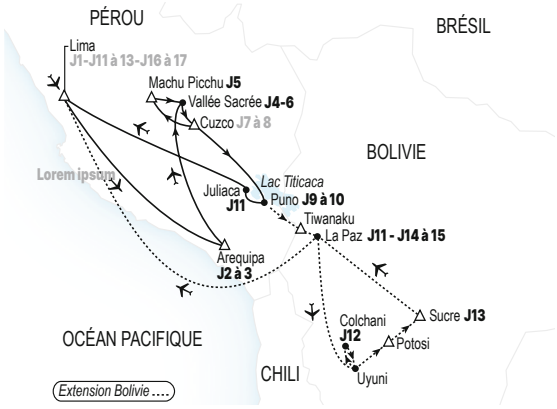 PÉROU
BRÉSIL
Lima
J1-J11 à 13-J16 à 17
Machu Picchu J5
Vallée Sacrée J4-6
Cuzco J7 à 8
BOLIVIE
Lorem ipsum
Lac Titicaca
Juliaca
J11
Puno J9 à 10
Tiwanaku
La Paz J11 - J14 à 15
Arequipa
J2 à 3
Colchani
J12
Sucre J13
OCÉAN PACIFIQUE
Potosi
CHILI
Uyuni
Extension Bolivie ....